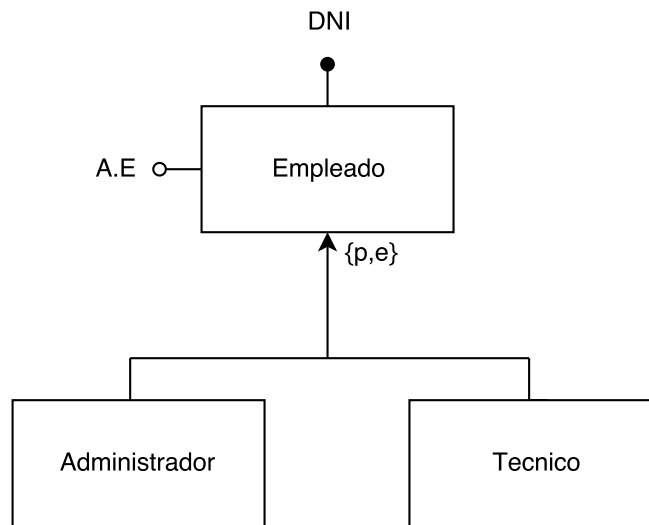 DNI
A.E
Empleado
{p,e}
Administrador
Tecnico